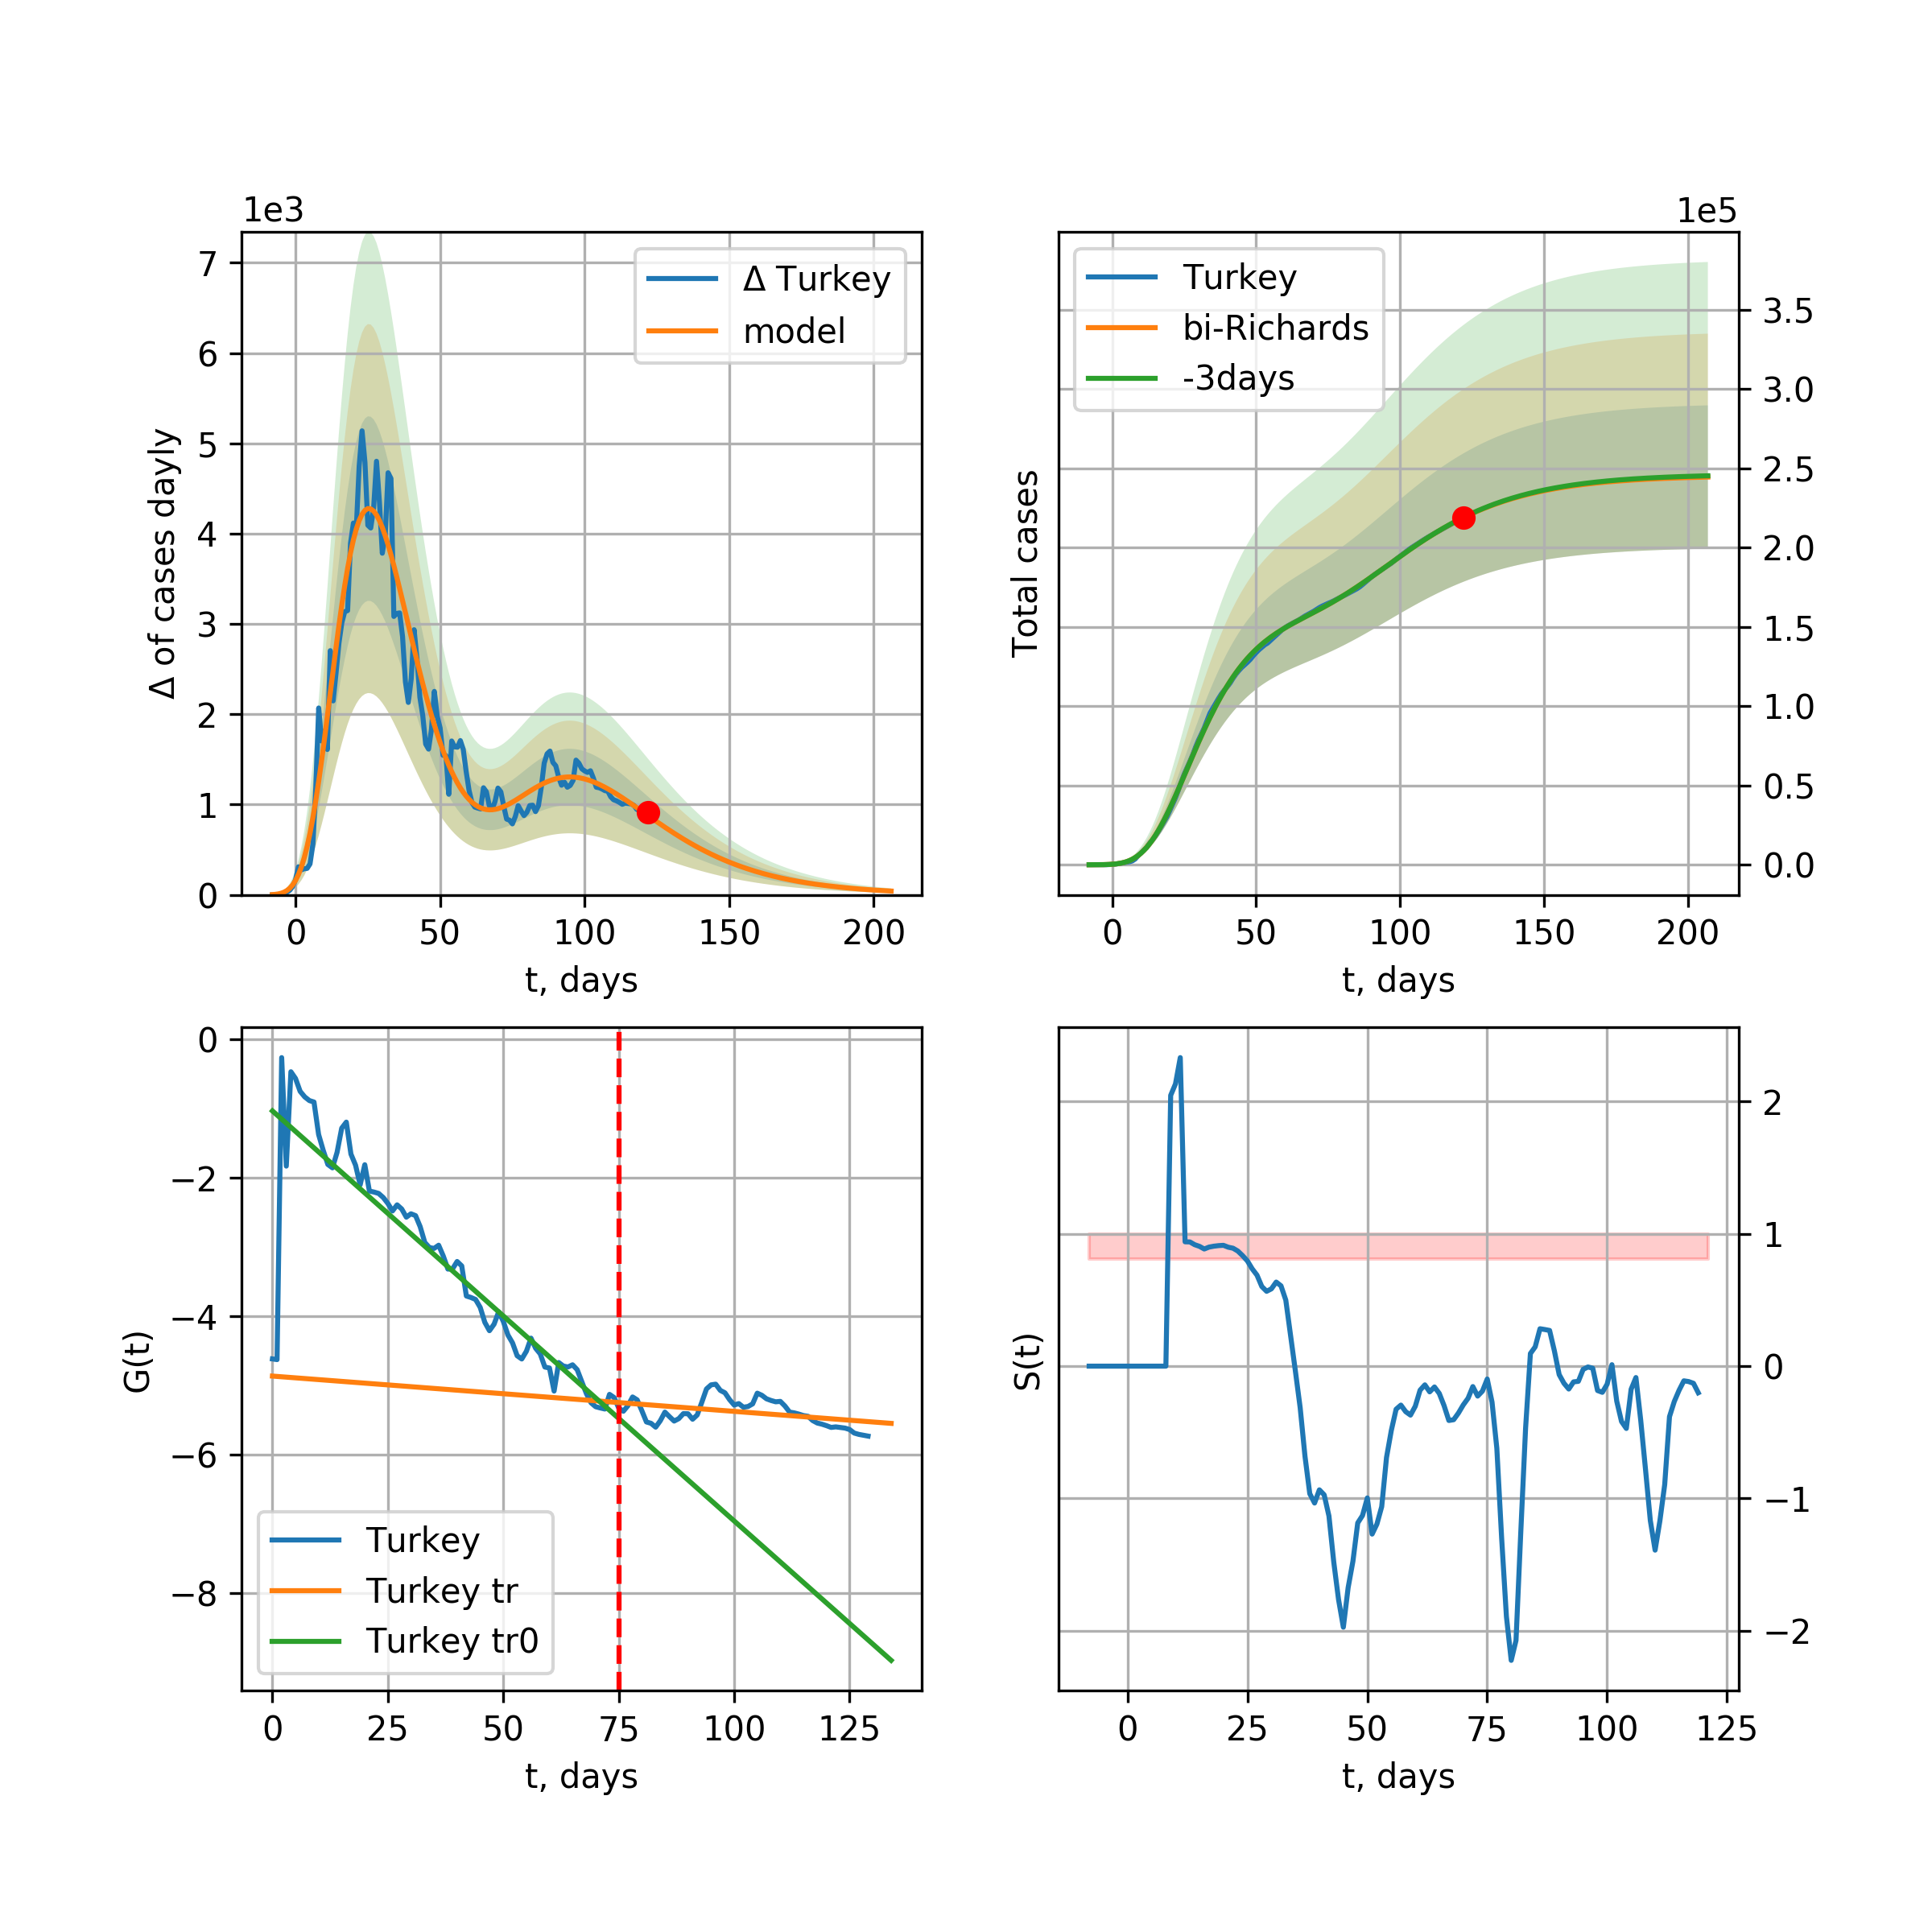 1e3
7
6
5
4
3
2
1
0
Δ of cases dayly
Δ Turkey
model
0 50 100 150 200
t, days
1e5
Total cases
Turkey
bi-Richards
-3days
3.5
3.0
2.5
2.0
1.5
1.0
0.5
0.0
0 50 100 150 200
t, days
0
−2
−4
−6
−8
G(t)
Turkey
Turkey tr
Turkey tr0
0 25 50 75 100 125
t, days
S(t)
2
1
0
−1
−2
0 25 50 75 100 125
t, days